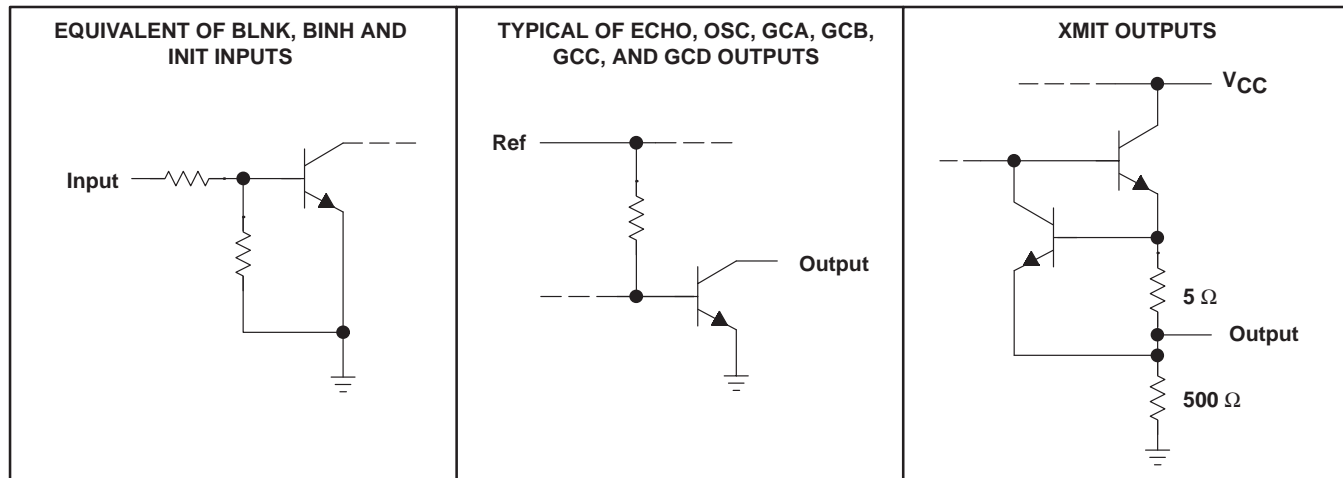 EQUIVALENT OF BLNK, BINH AND
INIT INPUTS
Input
TYPICAL OF ECHO, OSC, GCA, GCB,
GCC, AND GCD OUTPUTS
Ref
Output
XMIT OUTPUTS
VCC
5 Ω
Output
500 Ω